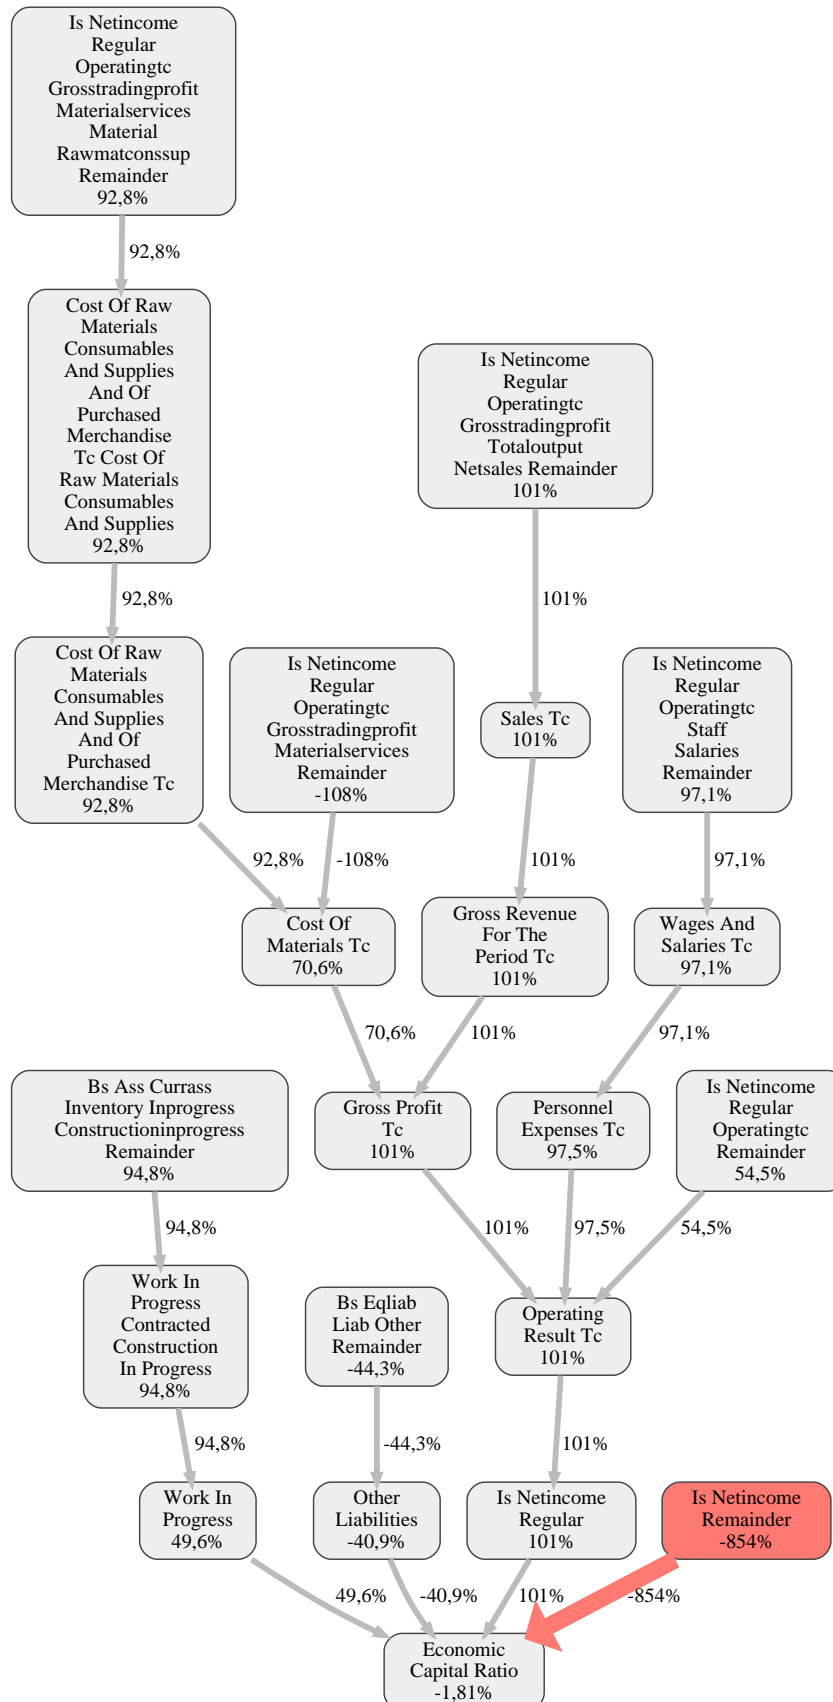 Is Netincome
Regular
Operatingtc
Grosstradingprofit
Materialservices
Material
Rawmatconssup
Remainder
92,8%
92,8%
Cost Of Raw
Materials
Consumables
And Supplies
And Of
Purchased
Merchandise
Tc Cost Of
Raw Materials
Consumables
And Supplies
92,8%
Is Netincome
Regular
Operatingtc
Grosstradingprofit
Totaloutput
Netsales Remainder
101%
92,8%
101%
Cost Of Raw
Materials
Consumables
And Supplies
And Of
Purchased
Merchandise Tc
92,8%
Is Netincome
Regular
Operatingtc
Grosstradingprofit
Materialservices
Remainder
-108%
Sales Tc
101%
Is Netincome
Regular
Operatingtc
Staff
Salaries
Remainder
97,1%
92,8%
-108%
101%
97,1%
Cost Of
Materials Tc
70,6%
Gross Revenue
For The
Period Tc
101%
Wages And
Salaries Tc
97,1%
70,6%
101%
97,1%
Bs Ass Currass
Inventory Inprogress
Constructioninprogress
Remainder
94,8%
Gross Profit
Tc
101%
Personnel
Expenses Tc
97,5%
Is Netincome
Regular
Operatingtc
Remainder
54,5%
94,8%
101%
97,5%
54,5%
Work In
Progress
Contracted
Construction
In Progress
94,8%
Bs Eqliab
Liab Other
Remainder
-44,3%
Operating
Result Tc
101%
94,8%
-44,3%
101%
Work In
Progress
49,6%
Other
Liabilities
-40,9%
Is Netincome
Regular
101%
Is Netincome
Remainder
-854%
49,6%
-40,9%
101%
-854%
Economic
Capital Ratio
-1,81%